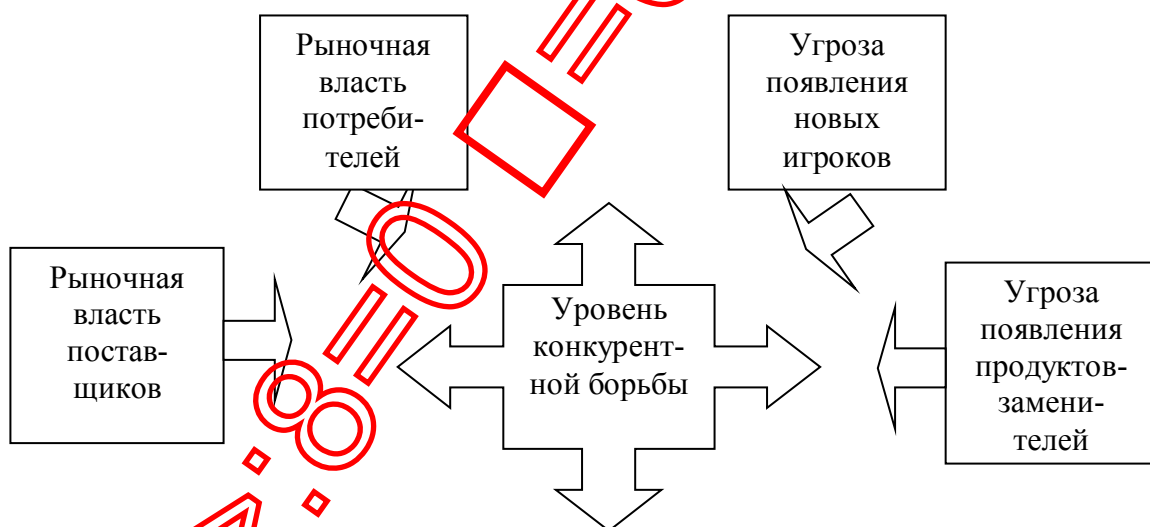 Рыночная
власть
потреби-
телей
Угроза
появления
новых
игроков
Рыночная
власть
постав-
щиков
Уровень
конкурент-
ной борьбы
Угроза
появления
продуктов-
замени-
телей